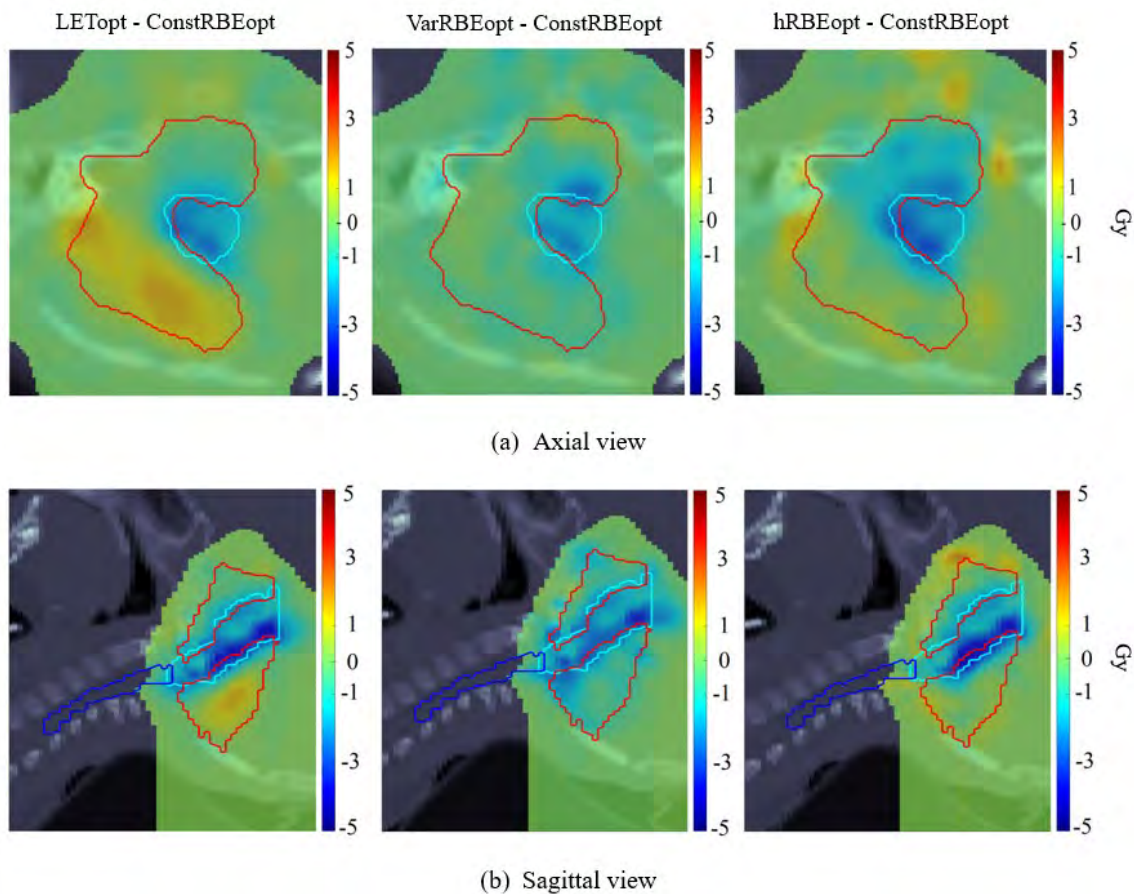 LETopt - ConstRBEopt VarRBEopt - ConstRBEopt hRBEopt - ConstRBEopt
5 5 5
3 3 3
1 1 1
0 0 0 Gy
-1 -1 -1
-3 -3 -3
-5 -5 -5
(a) Axial view
5 5 5
3 3 3
1 1 1
0 0 0 Gy
-1 -1 -1
-3 -3 -3
-5 -5 -5
(b) Sagittal view